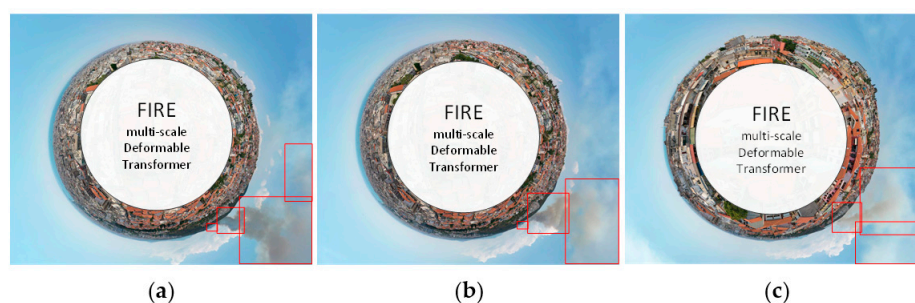 FIRE
multi-scale
Deformable
Transformer
FIRE
multi-scale
Deformable
Transformer
FIRE
multi-scale
Deformable
Transformer
(a)
(b)
(c)